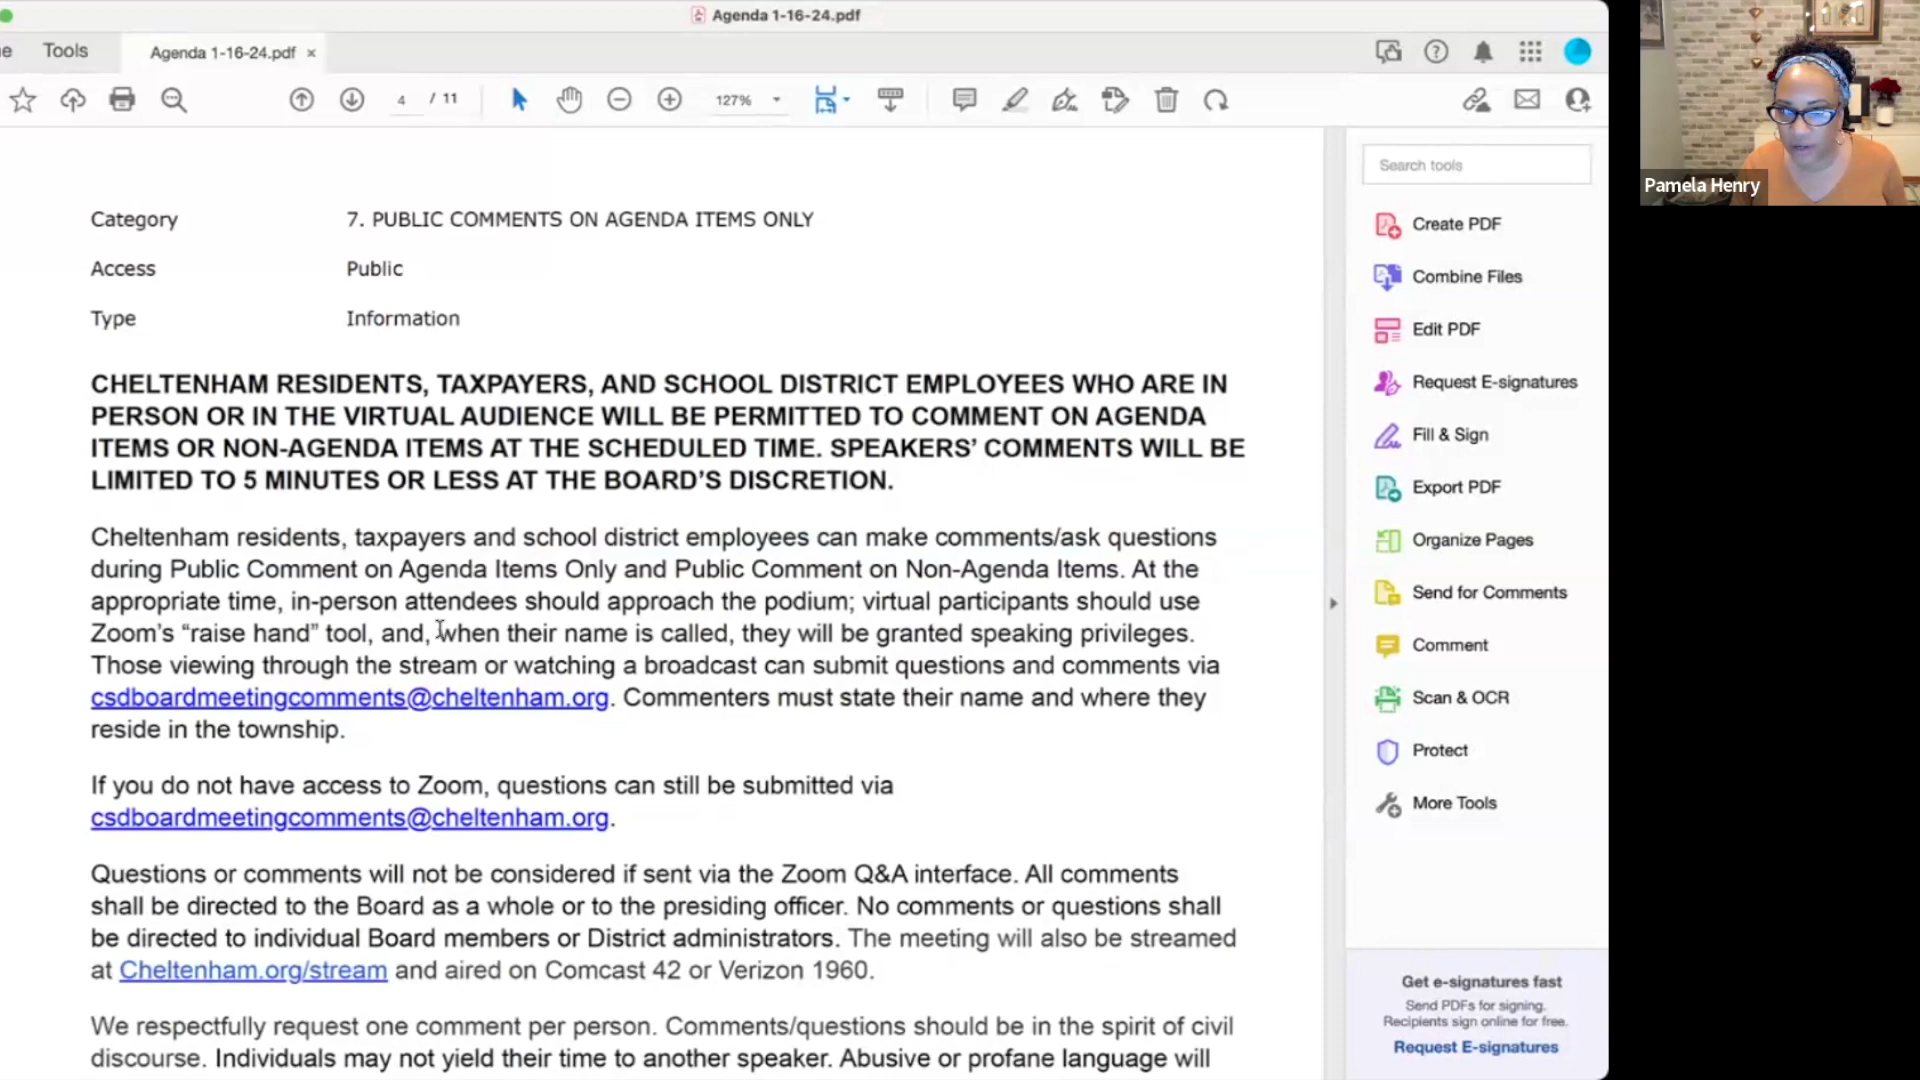 Agenda 1-16-24.pdf
Tools
Agenda 1-16-24.pdf ×
4 / 11
127%
Category 7. PUBLIC COMMENTS ON AGENDA ITEMS ONLY
Access Public
Type Information
CHELTENHAM RESIDENTS, TAXPAYERS, AND SCHOOL DISTRICT EMPLOYEES WHO ARE IN
PERSON OR IN THE VIRTUAL AUDIENCE WILL BE PERMITTED TO COMMENT ON AGENDA
ITEMS OR NON-AGENDA ITEMS AT THE SCHEDULED TIME. SPEAKERS’ COMMENTS WILL BE
LIMITED TO 5 MINUTES OR LESS AT THE BOARD’S DISCRETION.
Cheltenham residents, taxpayers and school district employees can make comments/ask questions
during Public Comment on Agenda Items Only and Public Comment on Non-Agenda Items. At the
appropriate time, in-person attendees should approach the podium; virtual participants should use
Zoom’s “raise hand” tool, and, when their name is called, they will be granted speaking privileges.
Those viewing through the stream or watching a broadcast can submit questions and comments via
csdboardmeetingcomments@cheltenham.org. Commenters must state their name and where they
reside in the township.
If you do not have access to Zoom, questions can still be submitted via
csdboardmeetingcomments@cheltenham.org.
Questions or comments will not be considered if sent via the Zoom Q&A interface. All comments
shall be directed to the Board as a whole or to the presiding officer. No comments or questions shall
be directed to individual Board members or District administrators. The meeting will also be streamed
at Cheltenham.org/stream and aired on Comcast 42 or Verizon 1960.
We respectfully request one comment per person. Comments/questions should be in the spirit of civil
discourse. Individuals may not yield their time to another speaker. Abusive or profane language will
Search tools
Create PDF
Combine Files
Edit PDF
Request E-signatures
Fill & Sign
Export PDF
Organize Pages
Send for Comments
Comment
Scan & OCR
Protect
More Tools
Get e-signatures fast
Send PDFs for signing.
Recipients sign online for free.
Request E-signatures
Pamela Henry